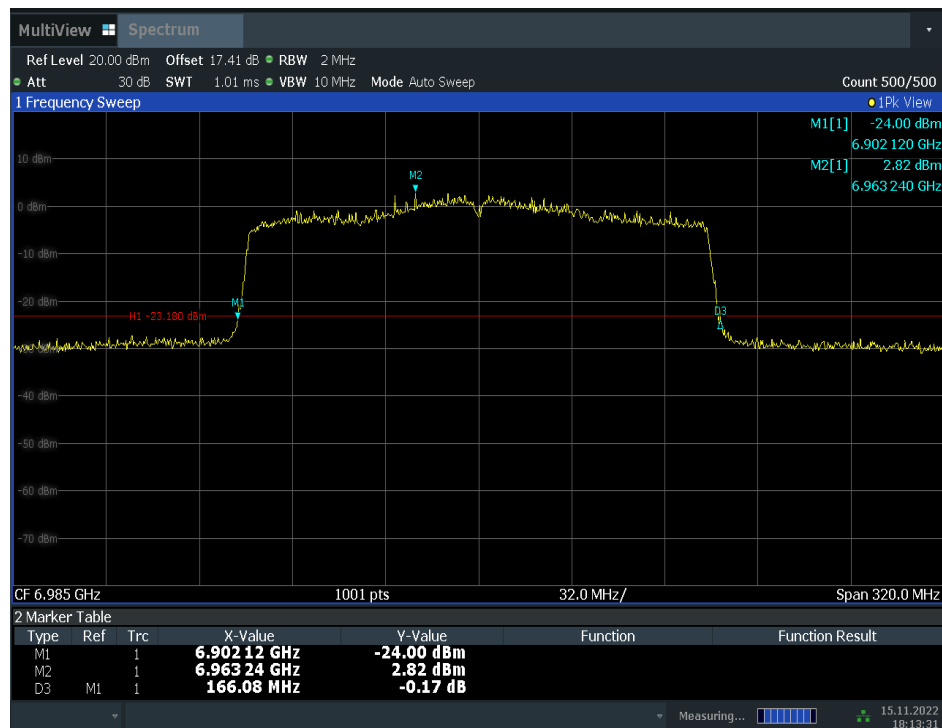 MultiView Spectrum
Ref Level 20.00 dBm Offset 17.41 dB RBW 2 MHz
Att 30 dB SWT 1.01 ms VBW 10 MHz Mode Auto Sweep Count 500/500
1 Frequency Sweep 1Pk View
M1[1] -24.00 dBm
6.902 120 GHz
10 dBm
M2[1] 2.82 dBm
M2
6.963 240 GHz
0 dBm
-10 dBm
-20 dBm
M1
D3
H1 -23.180 dBm
-40 dBm
-50 dBm
-60 dBm
-70 dBm
CF 6.985 GHz 1001 pts 32.0 MHz/ Span 320.0 MHz
2 Marker Table
Type Ref Trc X-Value Y-Value Function Function Result
M1 1 6.902 12 GHz -24.00 dBm
M2 1 6.963 24 GHz 2.82 dBm
D3 M1 1 166.08 MHz -0.17 dB
Measuring... 15.11.2022
18:13:31